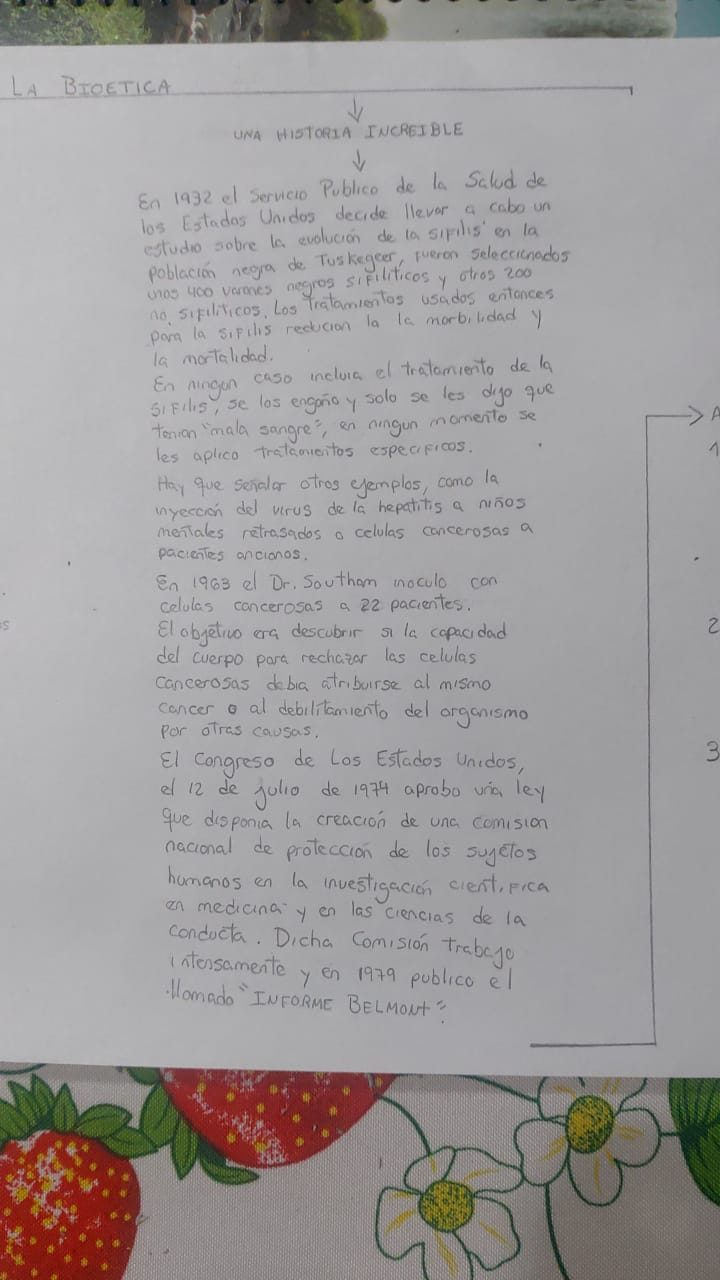 LA BIOETICA
UNA HISTORIA INCREIBLE
En 1932 el Servicio Publico de la Salud de
los Estados Unidos decide llevar a cabo un
estudio sobre la evolución de la sifilis en la
población negra de Tuskegeer, fueron seleccionados
unos 400 varones negros sifiliticos y otros 200
no sifiliticos. Los tratamientos usados entonces
para la sifilis reducian la la morbilidad y
la mortalidad.
En ningun caso incluia el tratamiento de la
sifilis, se los engaño y solo se les dijo que
tenian "mala sangre", en ningun momento se
les aplico tratamientos especificos.
Hay que señalar otros ejemplos, como la
inyección del virus de la hepatitis a niños
mentales retrasados o celulas cancerosas a
pacientes ancianos.
En 1963 el Dr. Southam inoculo con
celulas cancerosas a 22 pacientes.
El objetivo era descubrir si la capacidad
del cuerpo para rechazar las celulas
cancerosas debia atribuirse al mismo
cancer o al debilitamiento del organismo
por otras causas.
El Congreso de Los Estados Unidos,
el 12 de julio de 1974 aprobo una ley
que disponia la creación de una comision
nacional de protección de los sujetos
humanos en la investigación cientifica
en medicina y en las ciencias de la
conducta. Dicha Comisión trabajo
intensamente y en 1979 publico el
llamado "INFORME BELMONT".
A
1
2
3
s